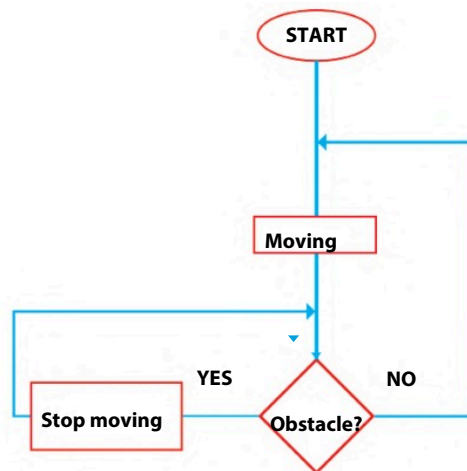 START
Moving
YES
NO
Stop moving
Obstacle?